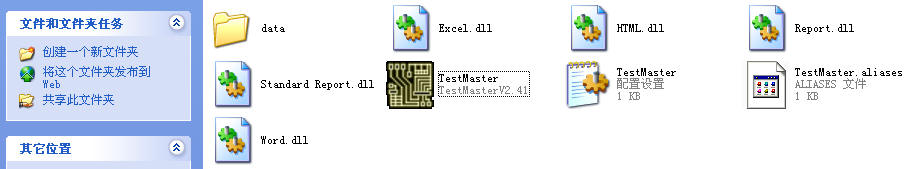 文件和文件夹任务
创建一个新文件夹
将这个文件夹发布到
Web
共享此文件夹
其它位置
data
Excel.dll
HTML.dll
Report.dll
Standard Report.dll
TestMaster
TestMasterV2.41
TestMaster
配置设置
1 KB
TestMaster.aliases
ALIASES 文件
1 KB
Word.dll